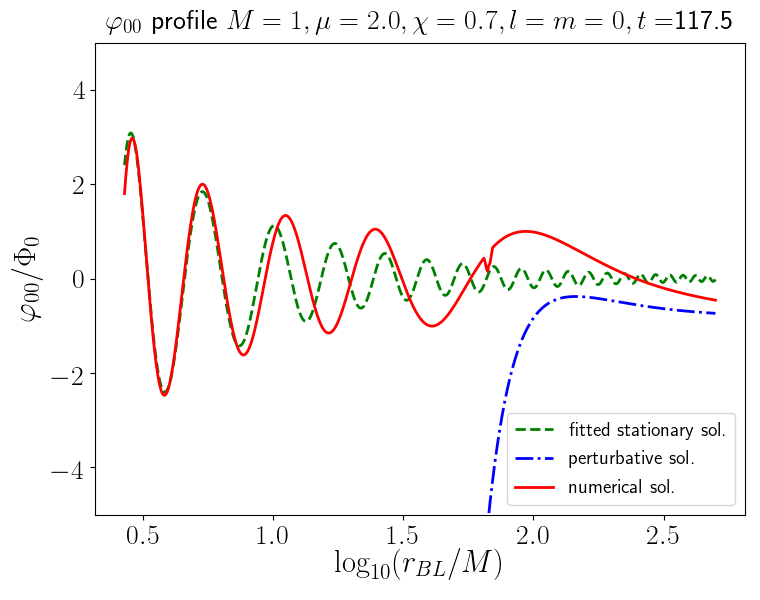 φ₀₀ profile M = 1, μ = 2.0, χ = 0.7, l = m = 0, t =117.5
φ₀₀/Φ₀
4
2
0
−2
−4
fitted stationary sol.
perturbative sol.
numerical sol.
0.5 1.0 1.5 2.0 2.5
log₁₀(r_BL/M)